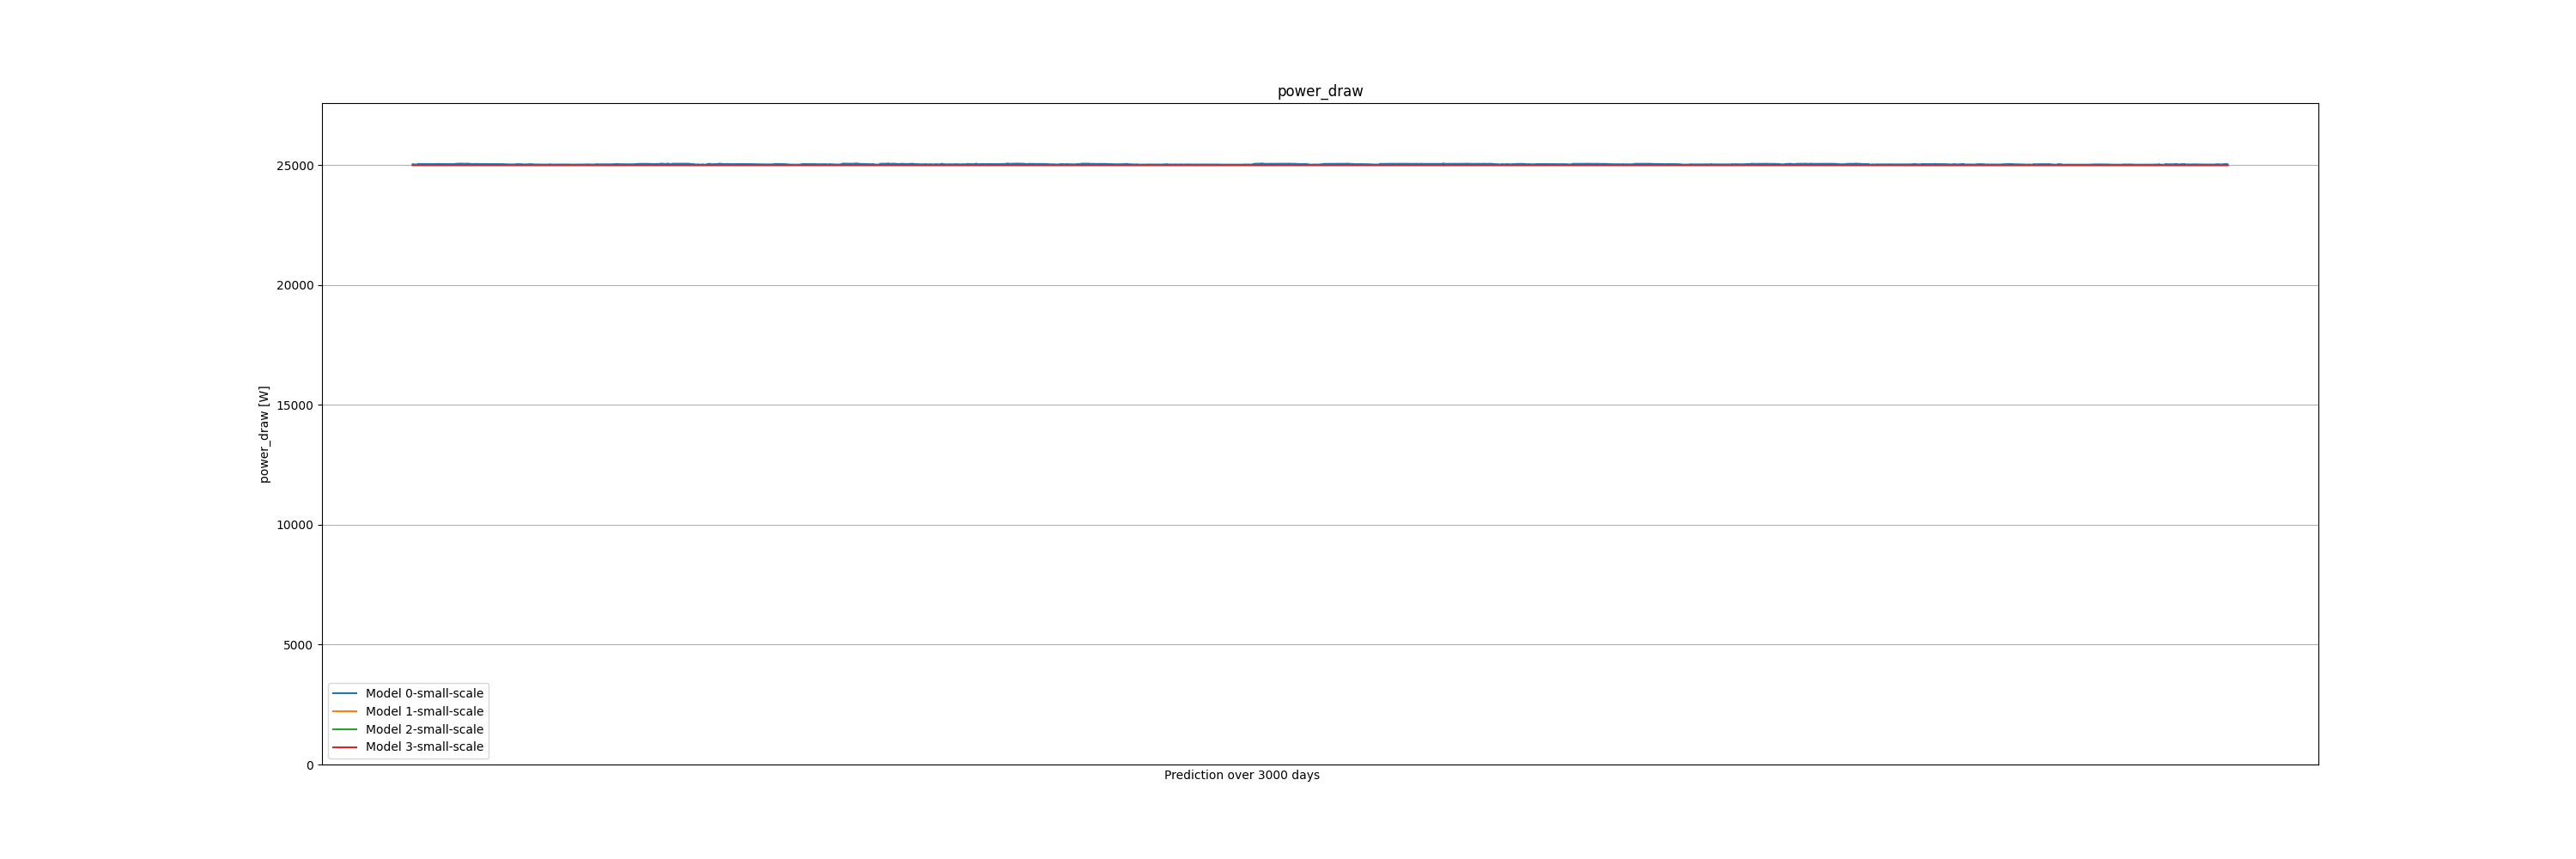 power_draw
power_draw [W]
25000
20000
15000
10000
5000
0
Model 0-small-scale
Model 1-small-scale
Model 2-small-scale
Model 3-small-scale
Prediction over 3000 days